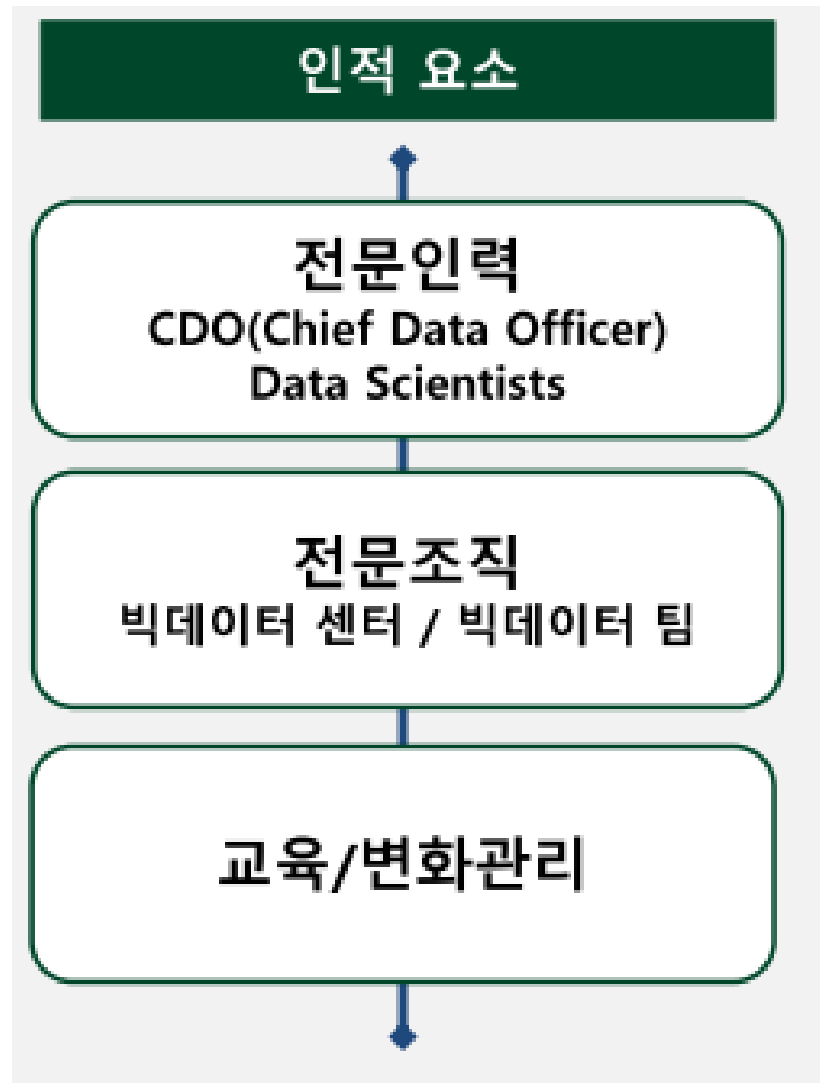 인적 요소
전문인력
CDO(Chief Data Officer)
Data Scientists
전문조직
빅데이터 센터 / 빅데이터 팀
교육/변화관리